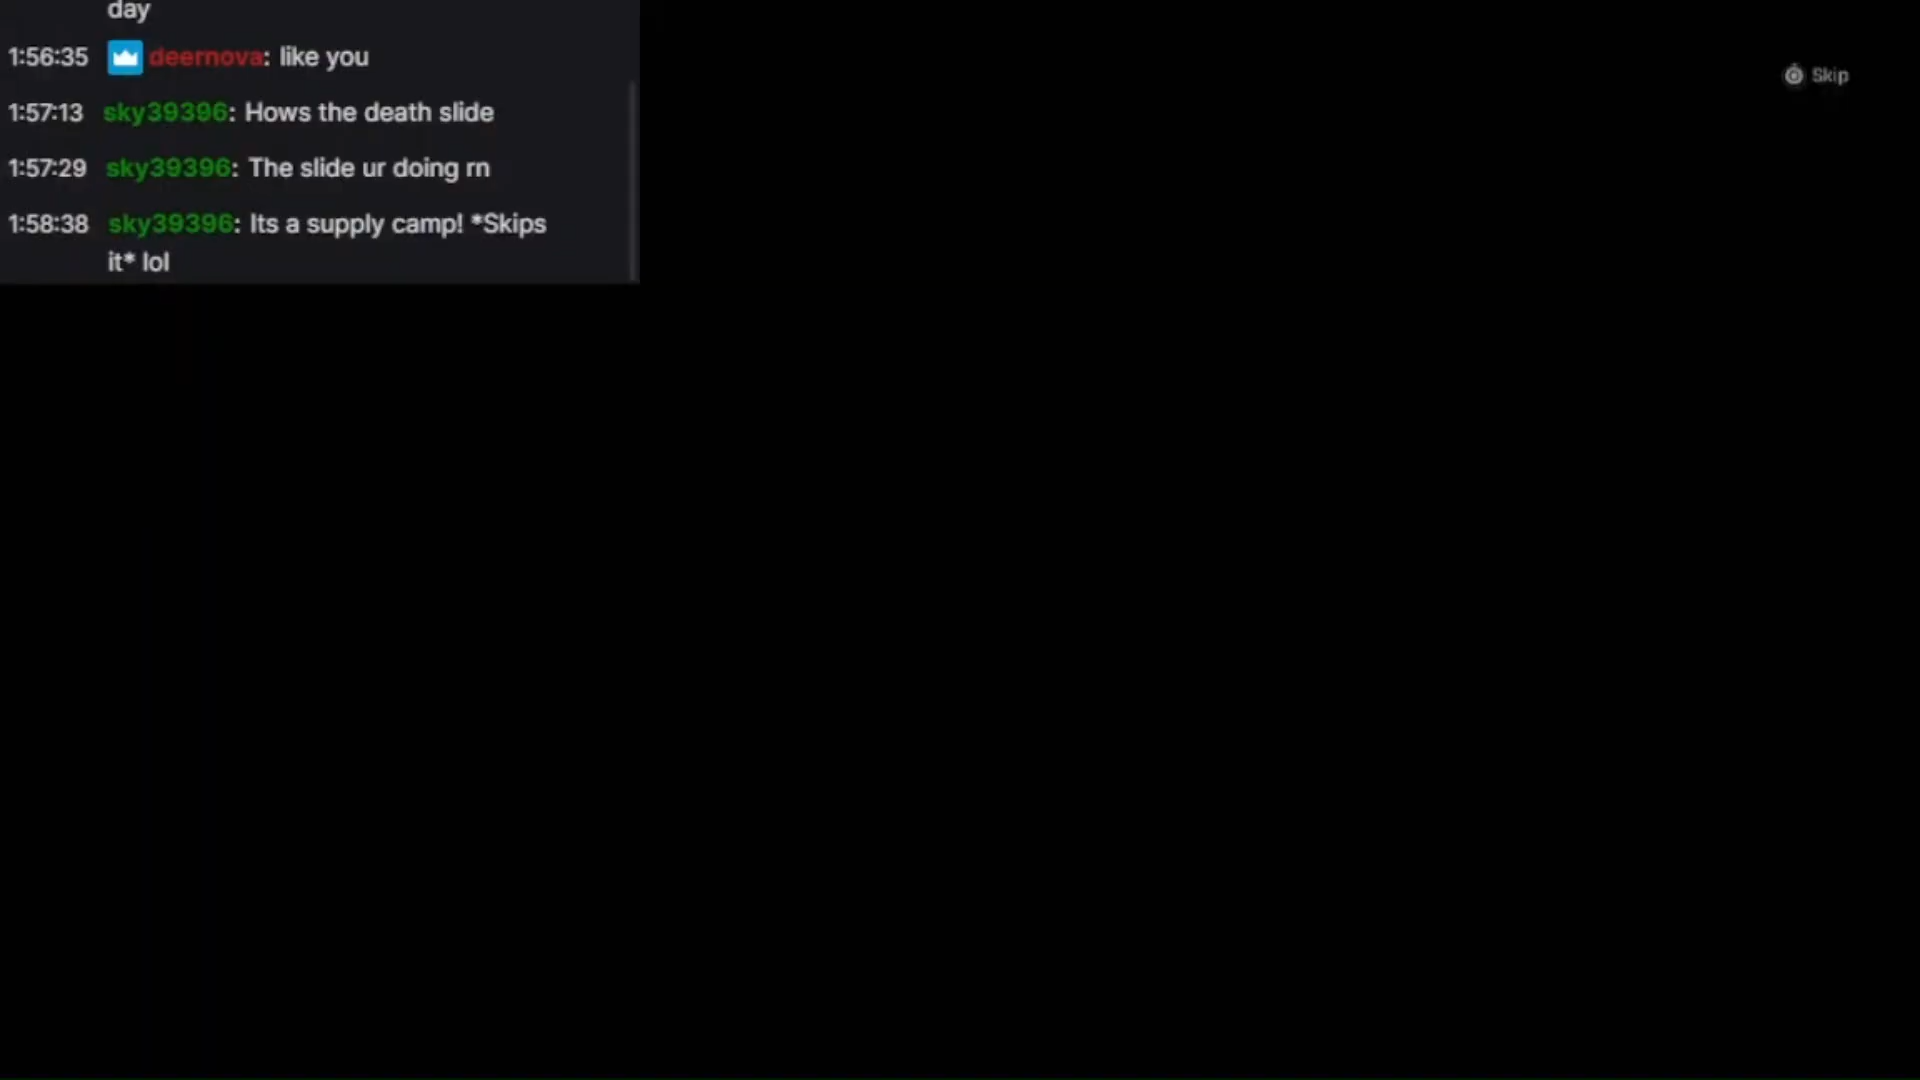 day
1:56:35 deernova: like you
Skip
1:57:13 sky39396: Hows the death slide
1:57:29 sky39396: The slide ur doing rn
1:58:38 sky39396: Its a supply camp! *Skips
it* lol